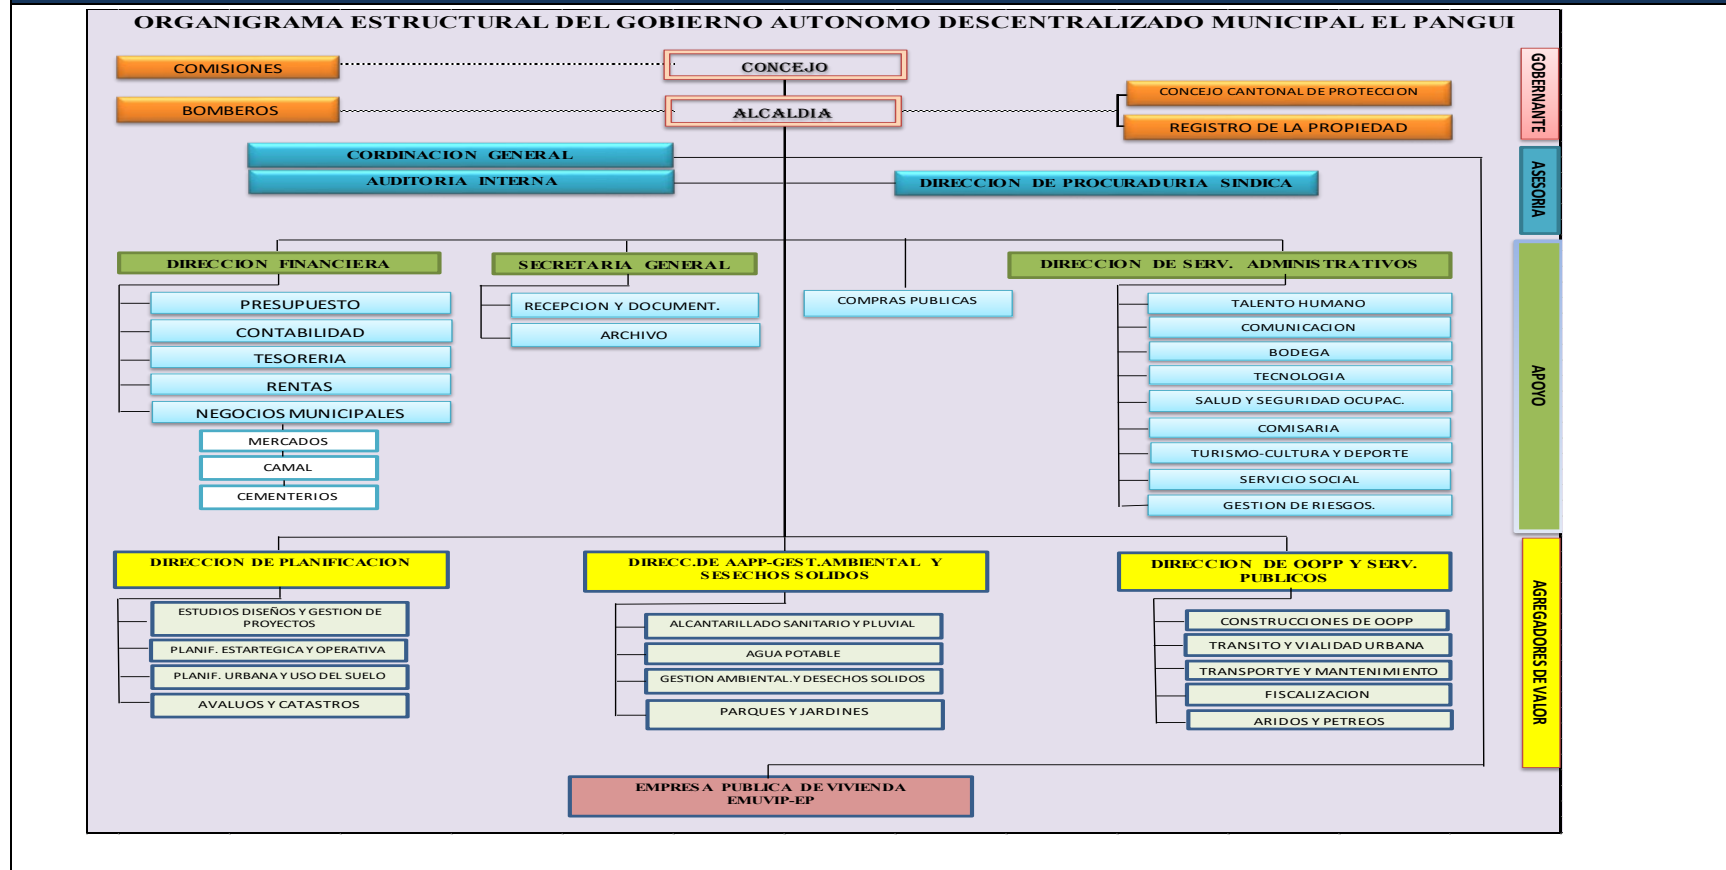 ORGANIGRAMA ESTRUCTURAL DEL GOBIERNO AUTONOMO DESCENTRALIZADO MUNICIPAL EL PANGUI
COMISIONES
CONCEJO
BOMBEROS
ALCALDIA
CONCEJO CANTONAL DE PROTECCION
REGISTRO DE LA PROPIEDAD
GOBERNANTE
CORDINACION GENERAL
AUDITORIA INTERNA
DIRECCION DE PROCURADURIA SINDICA
ASESORIA
DIRECCION FINANCIERA
PRESUPUESTO
CONTABILIDAD
TESORERIA
RENTAS
NEGOCIOS MUNICIPALES
MERCADOS
CAMAL
CEMENTERIOS
SECRETARIA GENERAL
RECEPCION Y DOCUMENT.
ARCHIVO
COMPRAS PUBLICAS
DIRECCION DE SERV. ADMINISTRATIVOS
TALENTO HUMANO
COMUNICACION
BODEGA
TECNOLOGIA
SALUD Y SEGURIDAD OCUPAC.
COMISARIA
TURISMO-CULTURA Y DEPORTE
SERVICIO SOCIAL
GESTION DE RIESGOS.
APOYO
DIRECCION DE PLANIFICACION
ESTUDIOS DISEÑOS Y GESTION DE
PROYECTOS
PLANIF. ESTARTEGICA Y OPERATIVA
PLANIF. URBANA Y USO DEL SUELO
AVALUOS Y CATASTROS
DIRECC.DE AAPP-GEST.AMBIENTAL Y
SESECHOS SOLIDOS
ALCANTARILLADO SANITARIO Y PLUVIAL
AGUA POTABLE
GESTION AMBIENTAL.Y DESECHOS SOLIDOS
PARQUES Y JARDINES
DIRECCION DE OOPP Y SERV.
PUBLICOS
CONSTRUCCIONES DE OOPP
TRANSITO Y VIALIDAD URBANA
TRANSPORTYE Y MANTENIMIENTO
FISCALIZACION
ARIDOS Y PETREOS
AGREGADORES DE VALOR
EMPRESA PUBLICA DE VIVIENDA
EMUVIP-EP